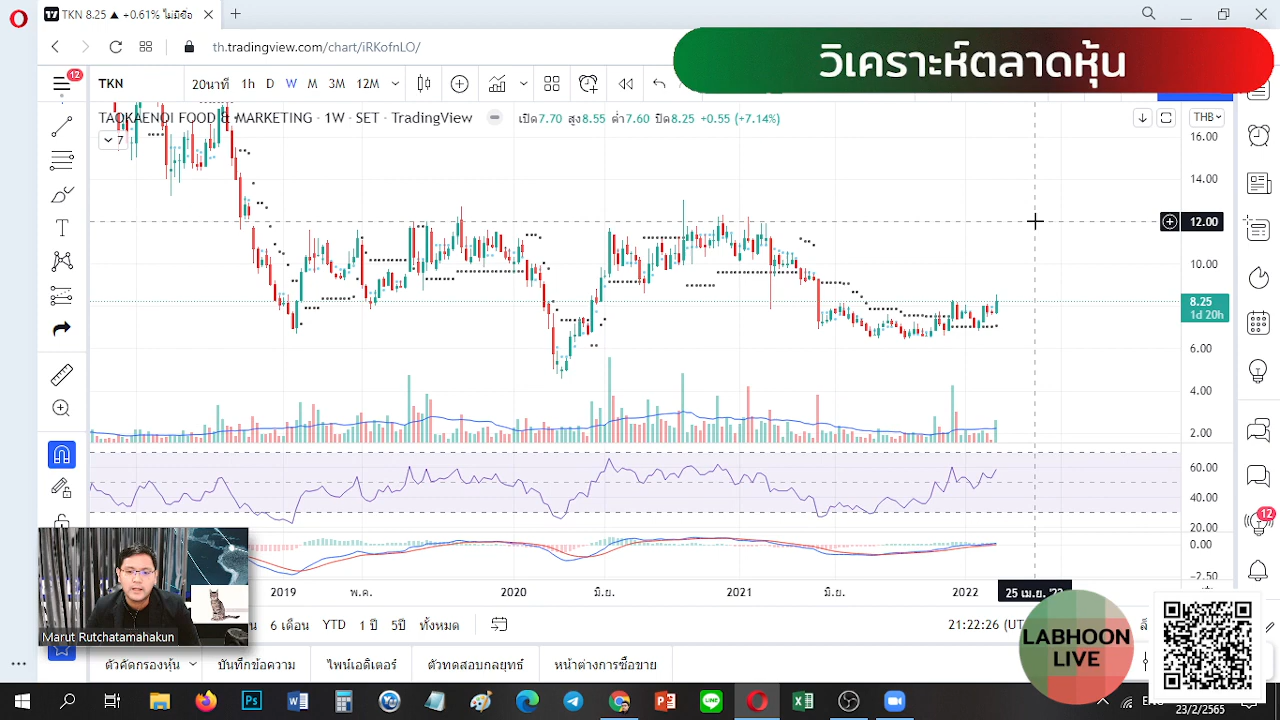 TKN 8.25 ▲ +0.61% ไม่มีชื่อ
th.tradingview.com/chart/iRKofnLO/
วิเคราะห์ตลาดหุ้น
12
TKN
20นาที 1h D W M 3M 12M
TAOKAENOI FOOD & MARKETING · 1W · SET · TradingView
เปิด7.70 สูง8.55 ต่ำ7.60 ปิด8.25 +0.55 (+7.14%)
THB
7
16.00
14.00
12.00
10.00
8.25
1d 20h
6.00
4.00
2.00
60.00
40.00
20.00
12
0.00
−2.50
2019 พ.ค. 2020 มิ.ย. 2021 มิ.ย. 2022
Marut Rutchatamahakun
6 เดือน YTD 1 ปี 5ปี ทั้งหมด
21:22:26
LABHOON
LIVE
ตัวคัดกรองหุ้น บันทึกข้อความ ไพน์เอดิเตอร์ ตัวทดสอบกลยุทธ์ หน้าต่างการซื้อขาย
23/2/2565